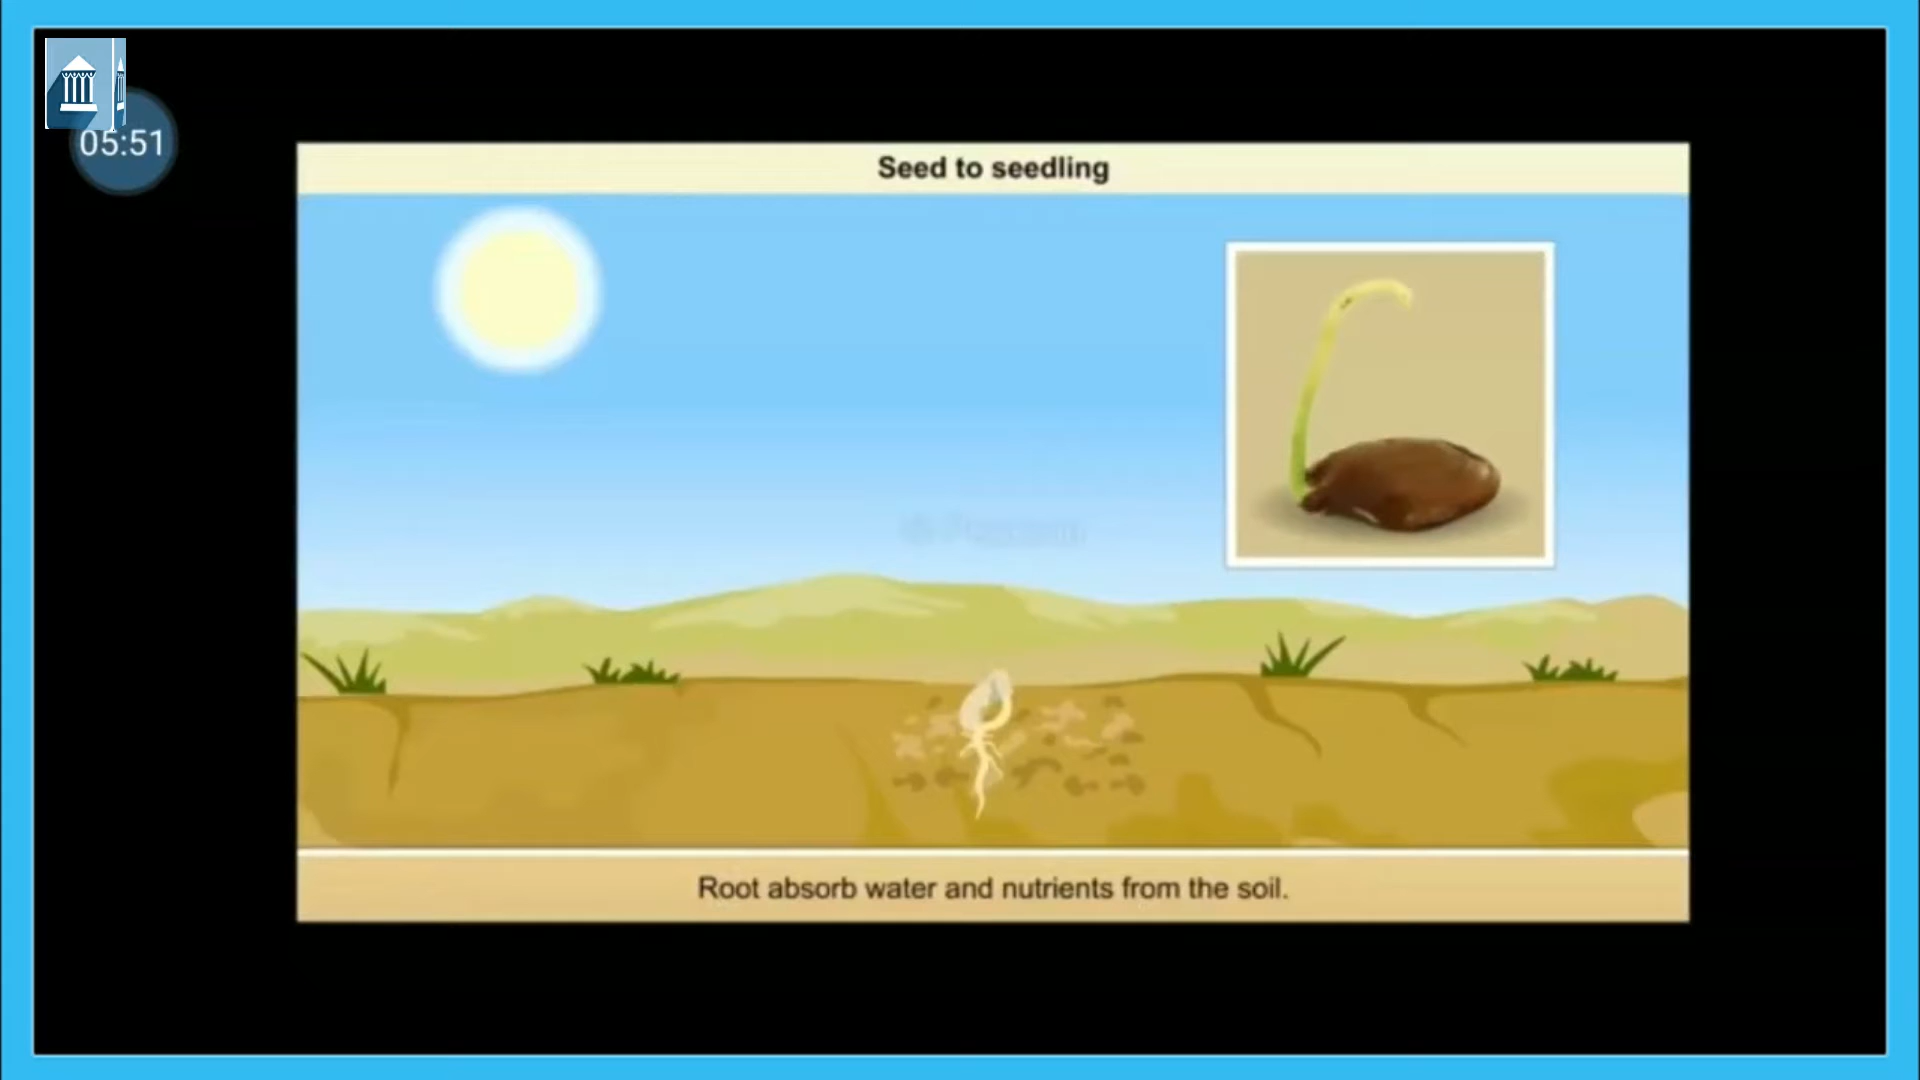 05:51
Seed to seedling
Root absorb water and nutrients from the soil.